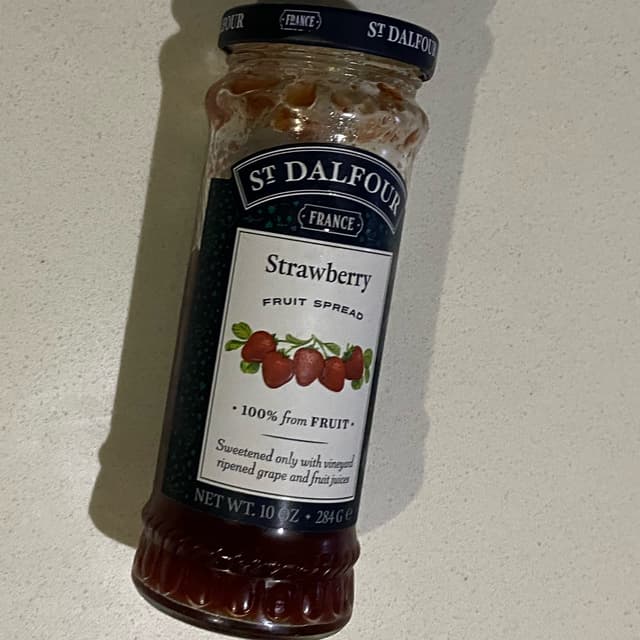 FRANCE
ST DALFOUR
ST DALFOUR
FRANCE
Strawberry
FRUIT SPREAD
• 100% from FRUIT •
Sweetened only with vineyard
ripened grape and fruit juices
NET WT. 10 OZ • 284 G e